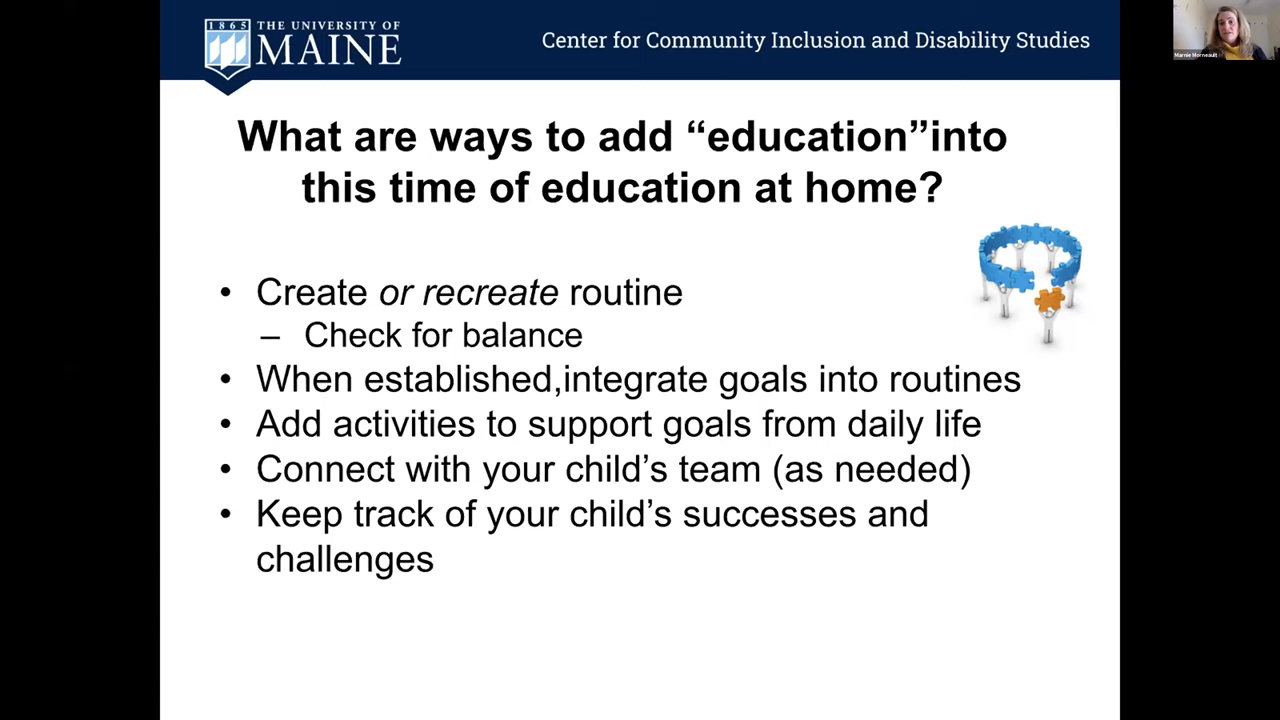 1865
THE UNIVERSITY OF
MAINE
Center for Community Inclusion and Disability Studies
Marnie Morneault
What are ways to add “education”into
this time of education at home?
• Create or recreate routine
– Check for balance
• When established,integrate goals into routines
• Add activities to support goals from daily life
• Connect with your child’s team (as needed)
• Keep track of your child’s successes and
challenges